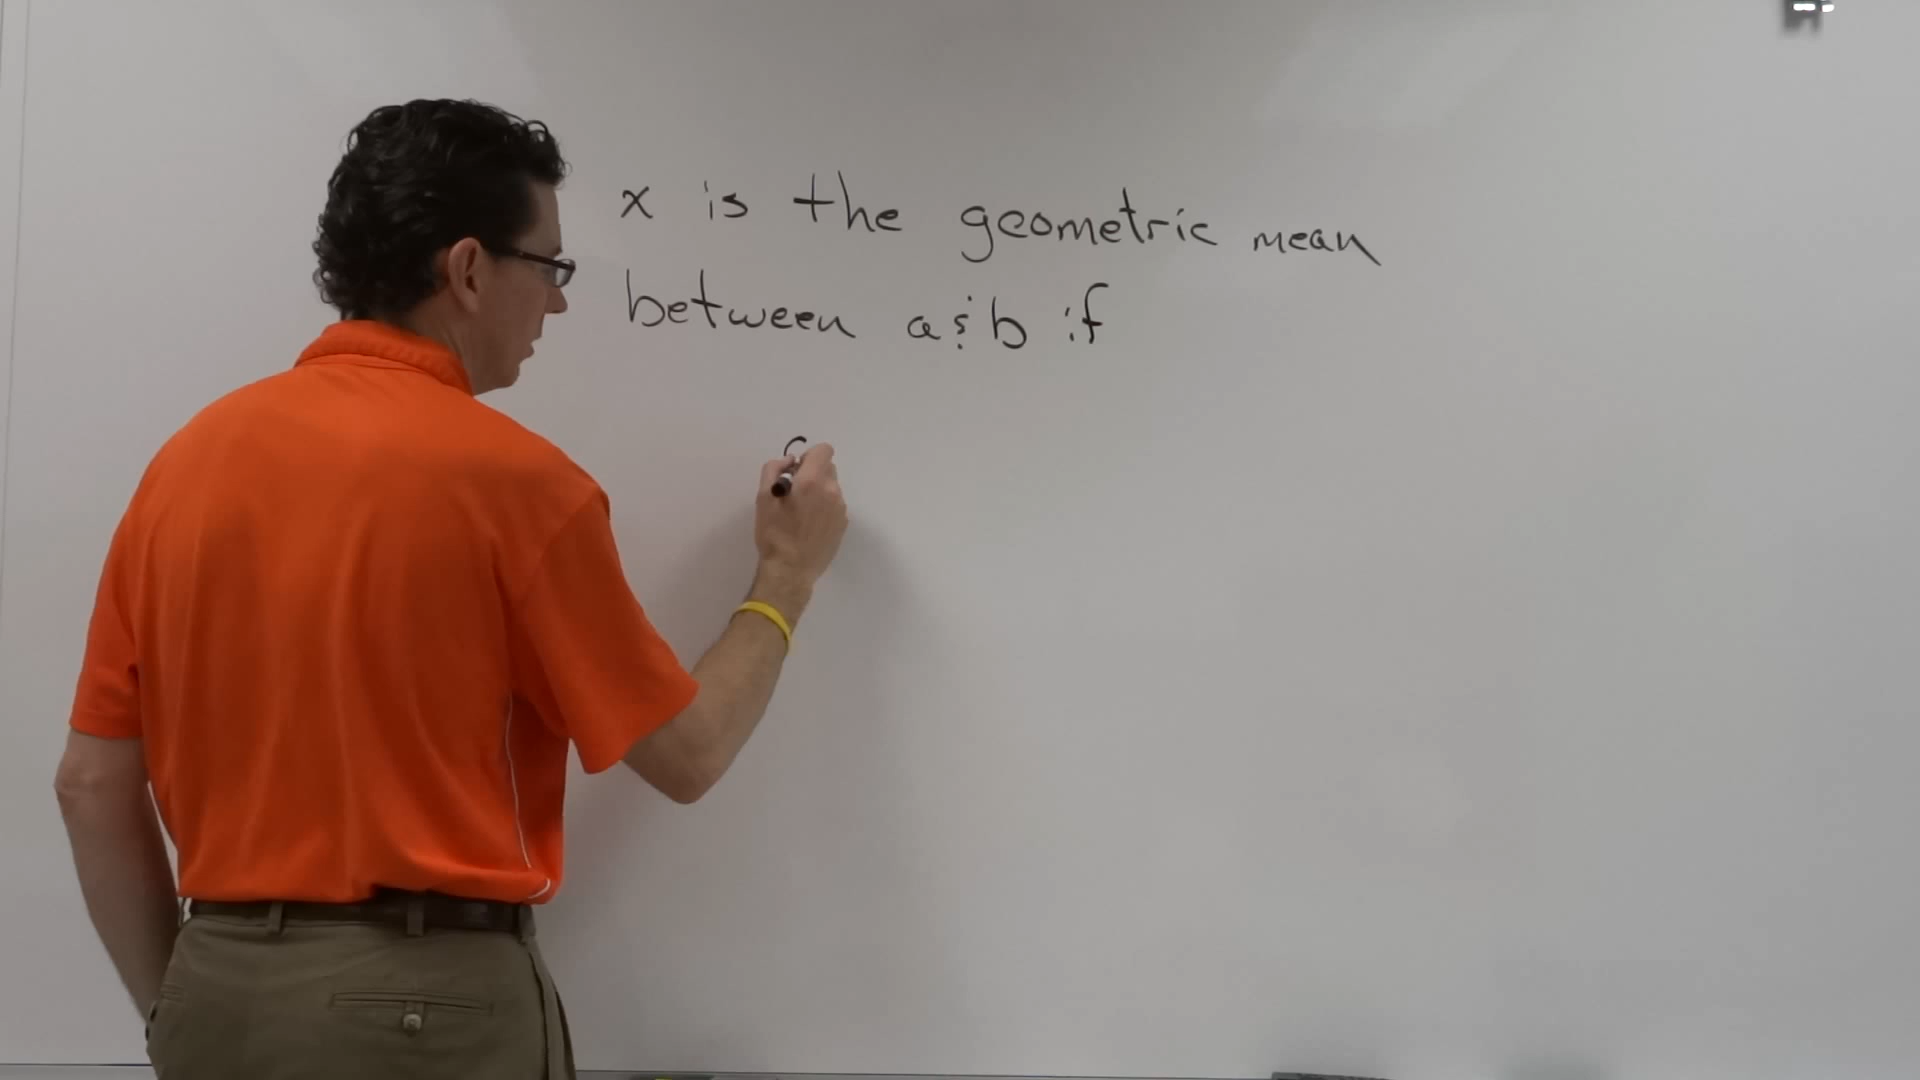 x is the geometric mean
between a & b if